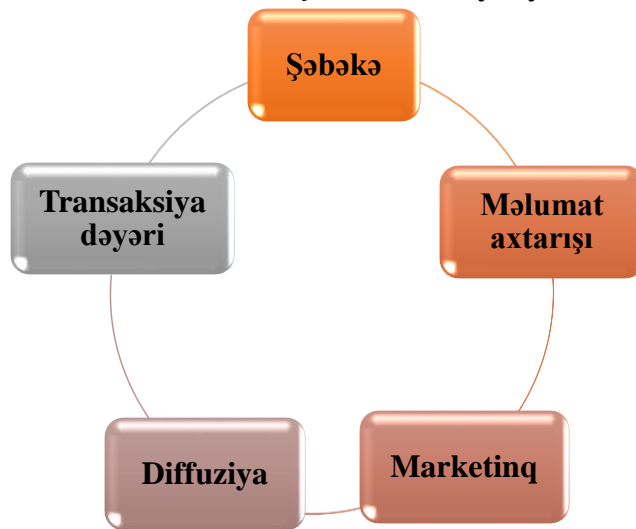 Şəbəkə
Məlumat
axtarışı
Marketinq
Diffuziya
Transaksiya
dəyəri